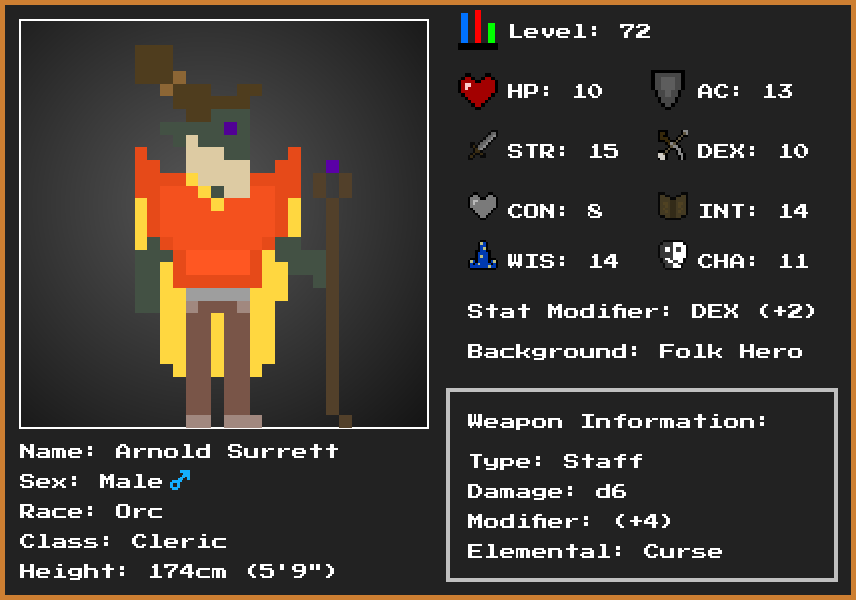 Level: 72
HP: 10
AC: 13
STR: 15
DEX: 10
CON: 8
INT: 14
WIS: 14
CHA: 11
Stat Modifier: DEX (+2)
Background: Folk Hero
Weapon Information:
Type: Staff
Damage: d6
Modifier: (+4)
Elemental: Curse
Name: Arnold Surrett
Sex: Male ♂
Race: Orc
Class: Cleric
Height: 174cm (5'9")